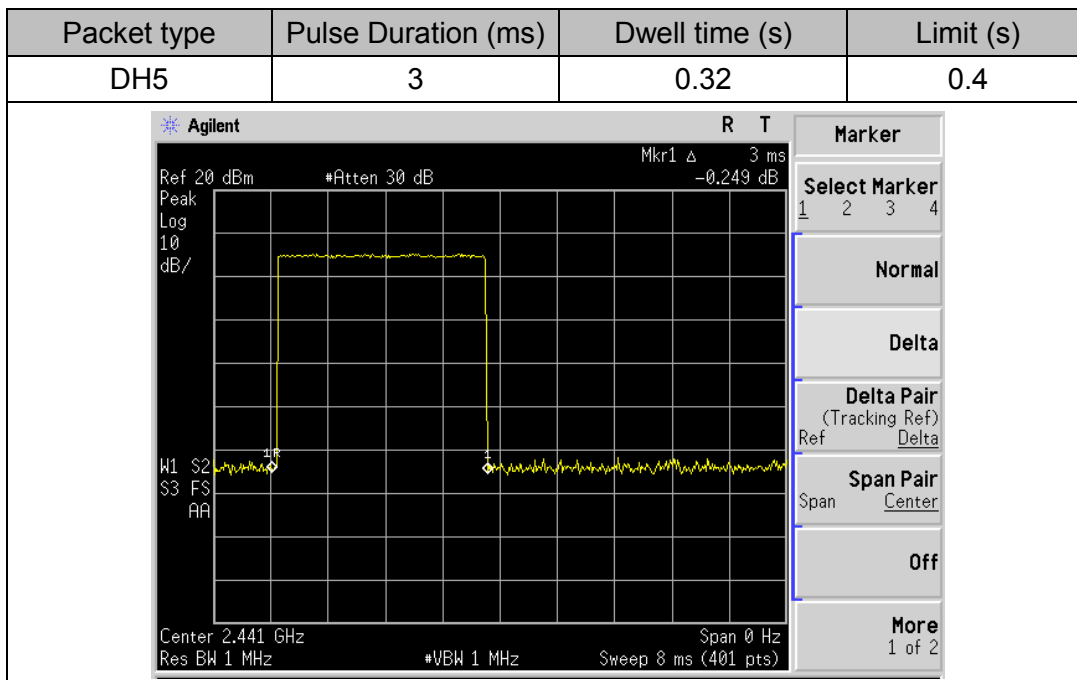 Packet type Pulse Duration (ms) Dwell time (s) Limit (s)
DH5 3 0.32 0.4
Agilent R T
Mkr1 Δ 3 ms
Ref 20 dBm #Atten 30 dB -0.249 dB
Peak
Log
10
dB/
1R
1
W1 S2
S3 FS
AA
Center 2.441 GHz Span 0 Hz
Res BW 1 MHz #VBW 1 MHz Sweep 8 ms (401 pts)
Marker
Select Marker
1 2 3 4
Normal
Delta
Delta Pair
(Tracking Ref)
Ref Delta
Span Pair
Span Center
Off
More
1 of 2